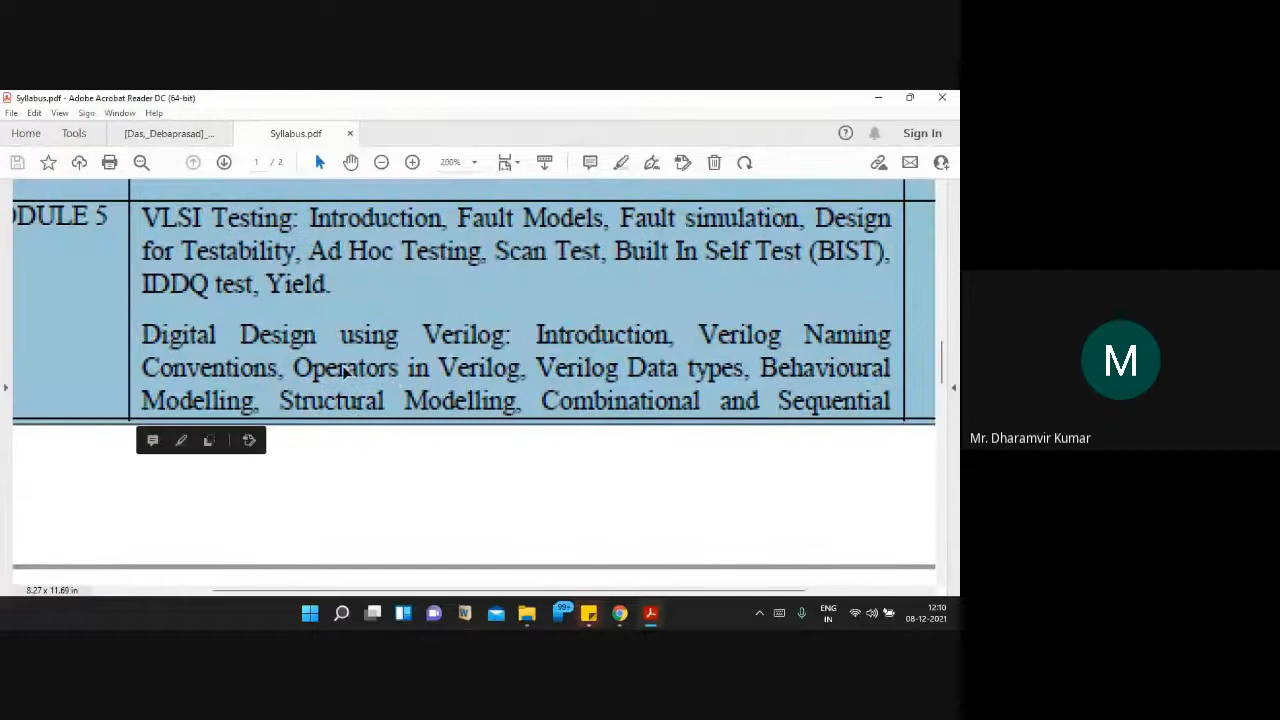 Syllabus.pdf - Adobe Acrobat Reader DC (64-bit)
File Edit View Sign Window Help
Home Tools [Das,_Debaprasad]_... Syllabus.pdf × Sign In
1 / 2 200%
ODULE 5 VLSI Testing: Introduction, Fault Models, Fault simulation, Design
for Testability, Ad Hoc Testing, Scan Test, Built In Self Test (BIST),
IDDQ test, Yield.
Digital Design using Verilog: Introduction, Verilog Naming
Conventions, Operators in Verilog, Verilog Data types, Behavioural
Modelling, Structural Modelling, Combinational and Sequential
8.27 x 11.69 in
99+
ENG
IN
12:10
08-12-2021
M
Mr. Dharamvir Kumar